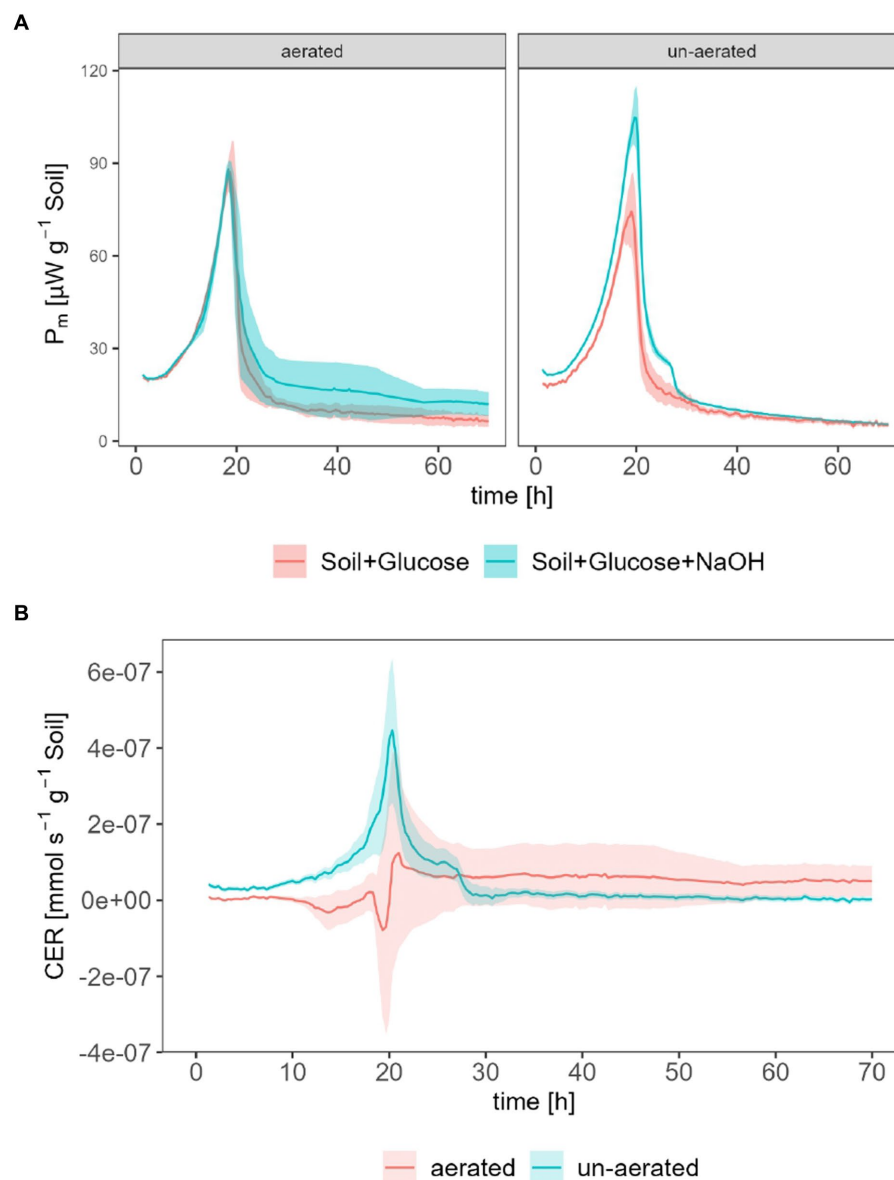 A
aerated
un-aerated
120
90
60
30
0
Pm [µW g⁻¹ Soil]
0 20 40 60 0 20 40 60
time [h]
Soil+Glucose Soil+Glucose+NaOH
B
6e-07
4e-07
2e-07
0e+00
-2e-07
-4e-07
CER [mmol s⁻¹ g⁻¹ Soil]
0 10 20 30 40 50 60 70
time [h]
aerated un-aerated